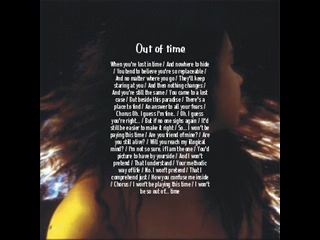 Out of time
When you're lost in time / And nowhere to hide
/ You tend to believe you're so replaceable /
And no matter where you go / They'll keep
staring at you / And then nothing changes /
And you're still the same / You came to a lost
case / But beside this paradise / There's a
place to find / An answer to all your fears /
Chorus Oh, I guess I'm fine... / Oh, I guess
you're right... / But if no one sighs again / It'd
still be easier to make it right / So... I won't be
paying this time / Are you friend of mine? / Are
you still alive? / Will you reach my illogical
mind? / I'm not so sure, if I am the one / You'd
picture to have by yourside / And I won't
pretend / That I understand / Your methodic
way of life / No, I won't pretend / That I
comprehend just / How you confuse me inside
/ Chorus / I won't be playing this time / I won't
be so out of... time